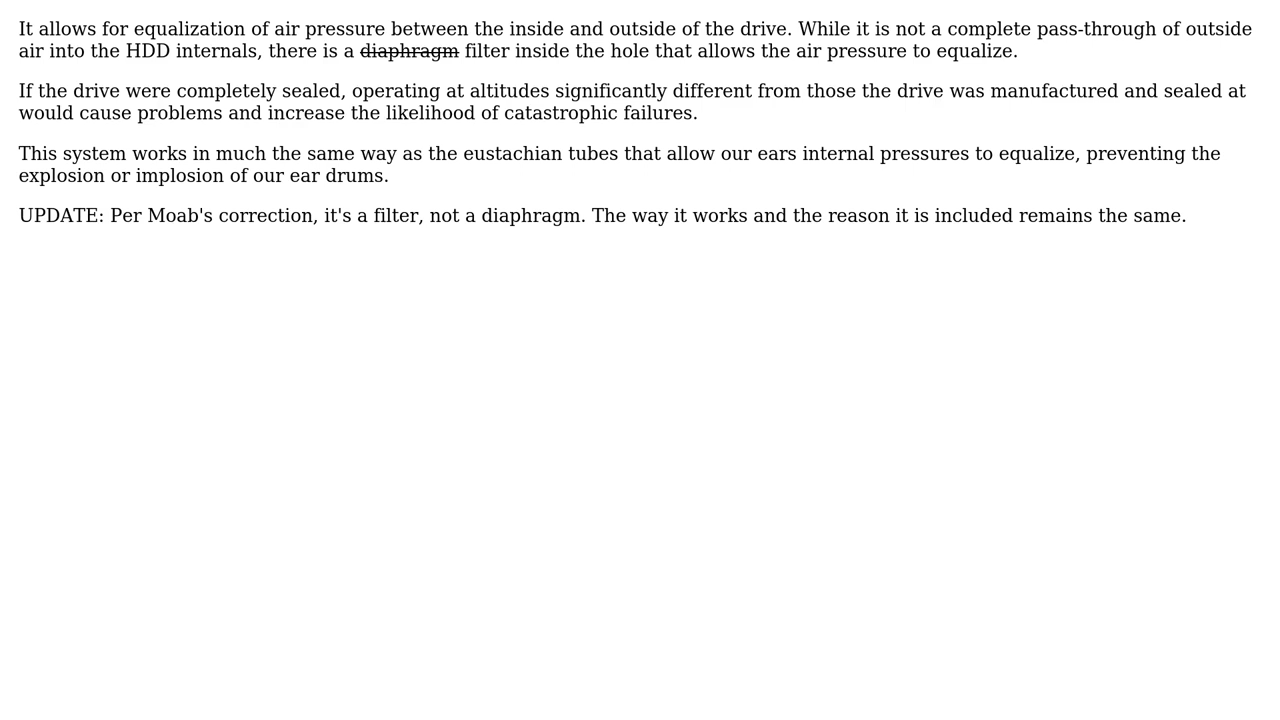 It allows for equalization of air pressure between the inside and outside of the drive. While it is not a complete pass-through of outside
air into the HDD internals, there is a diaphragm filter inside the hole that allows the air pressure to equalize.
If the drive were completely sealed, operating at altitudes significantly different from those the drive was manufactured and sealed at
would cause problems and increase the likelihood of catastrophic failures.
This system works in much the same way as the eustachian tubes that allow our ears internal pressures to equalize, preventing the
explosion or implosion of our ear drums.
UPDATE: Per Moab's correction, it's a filter, not a diaphragm. The way it works and the reason it is included remains the same.